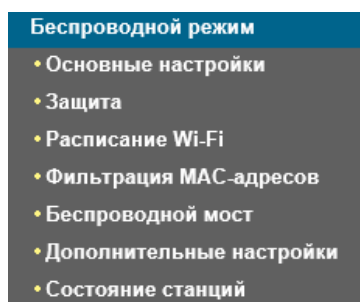 Беспроводной режим
• Основные настройки
• Защита
• Расписание Wi-Fi
• Фильтрация MAC-адресов
• Беспроводной мост
• Дополнительные настройки
• Состояние станций